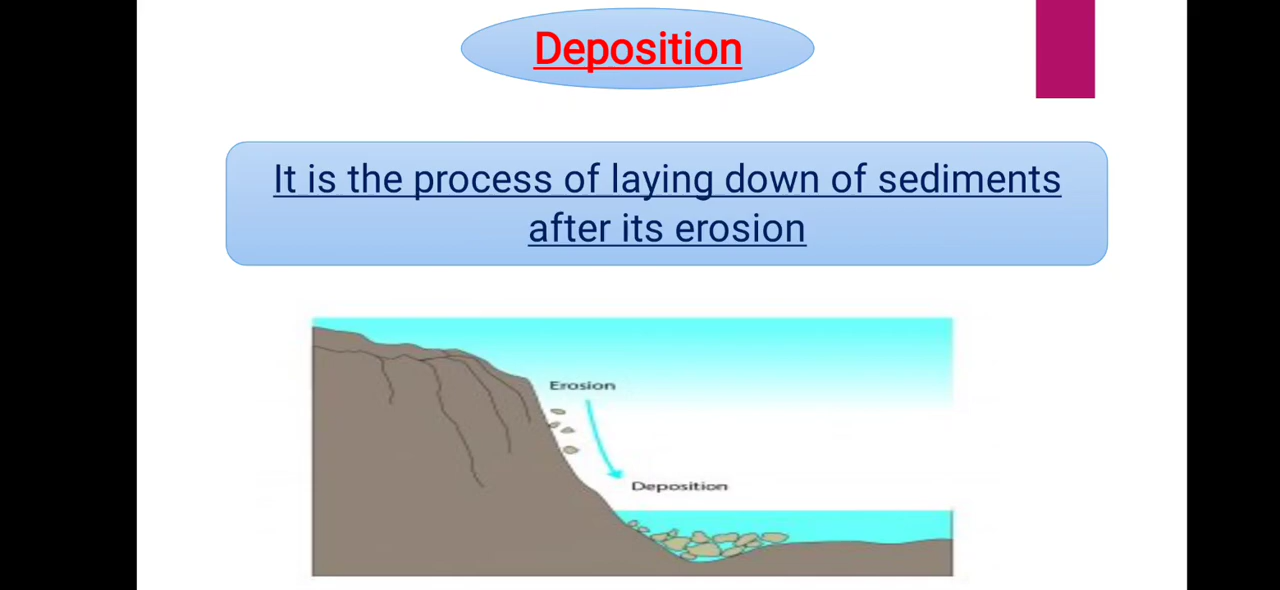 Deposition
It is the process of laying down of sediments
after its erosion
Erosion
Deposition